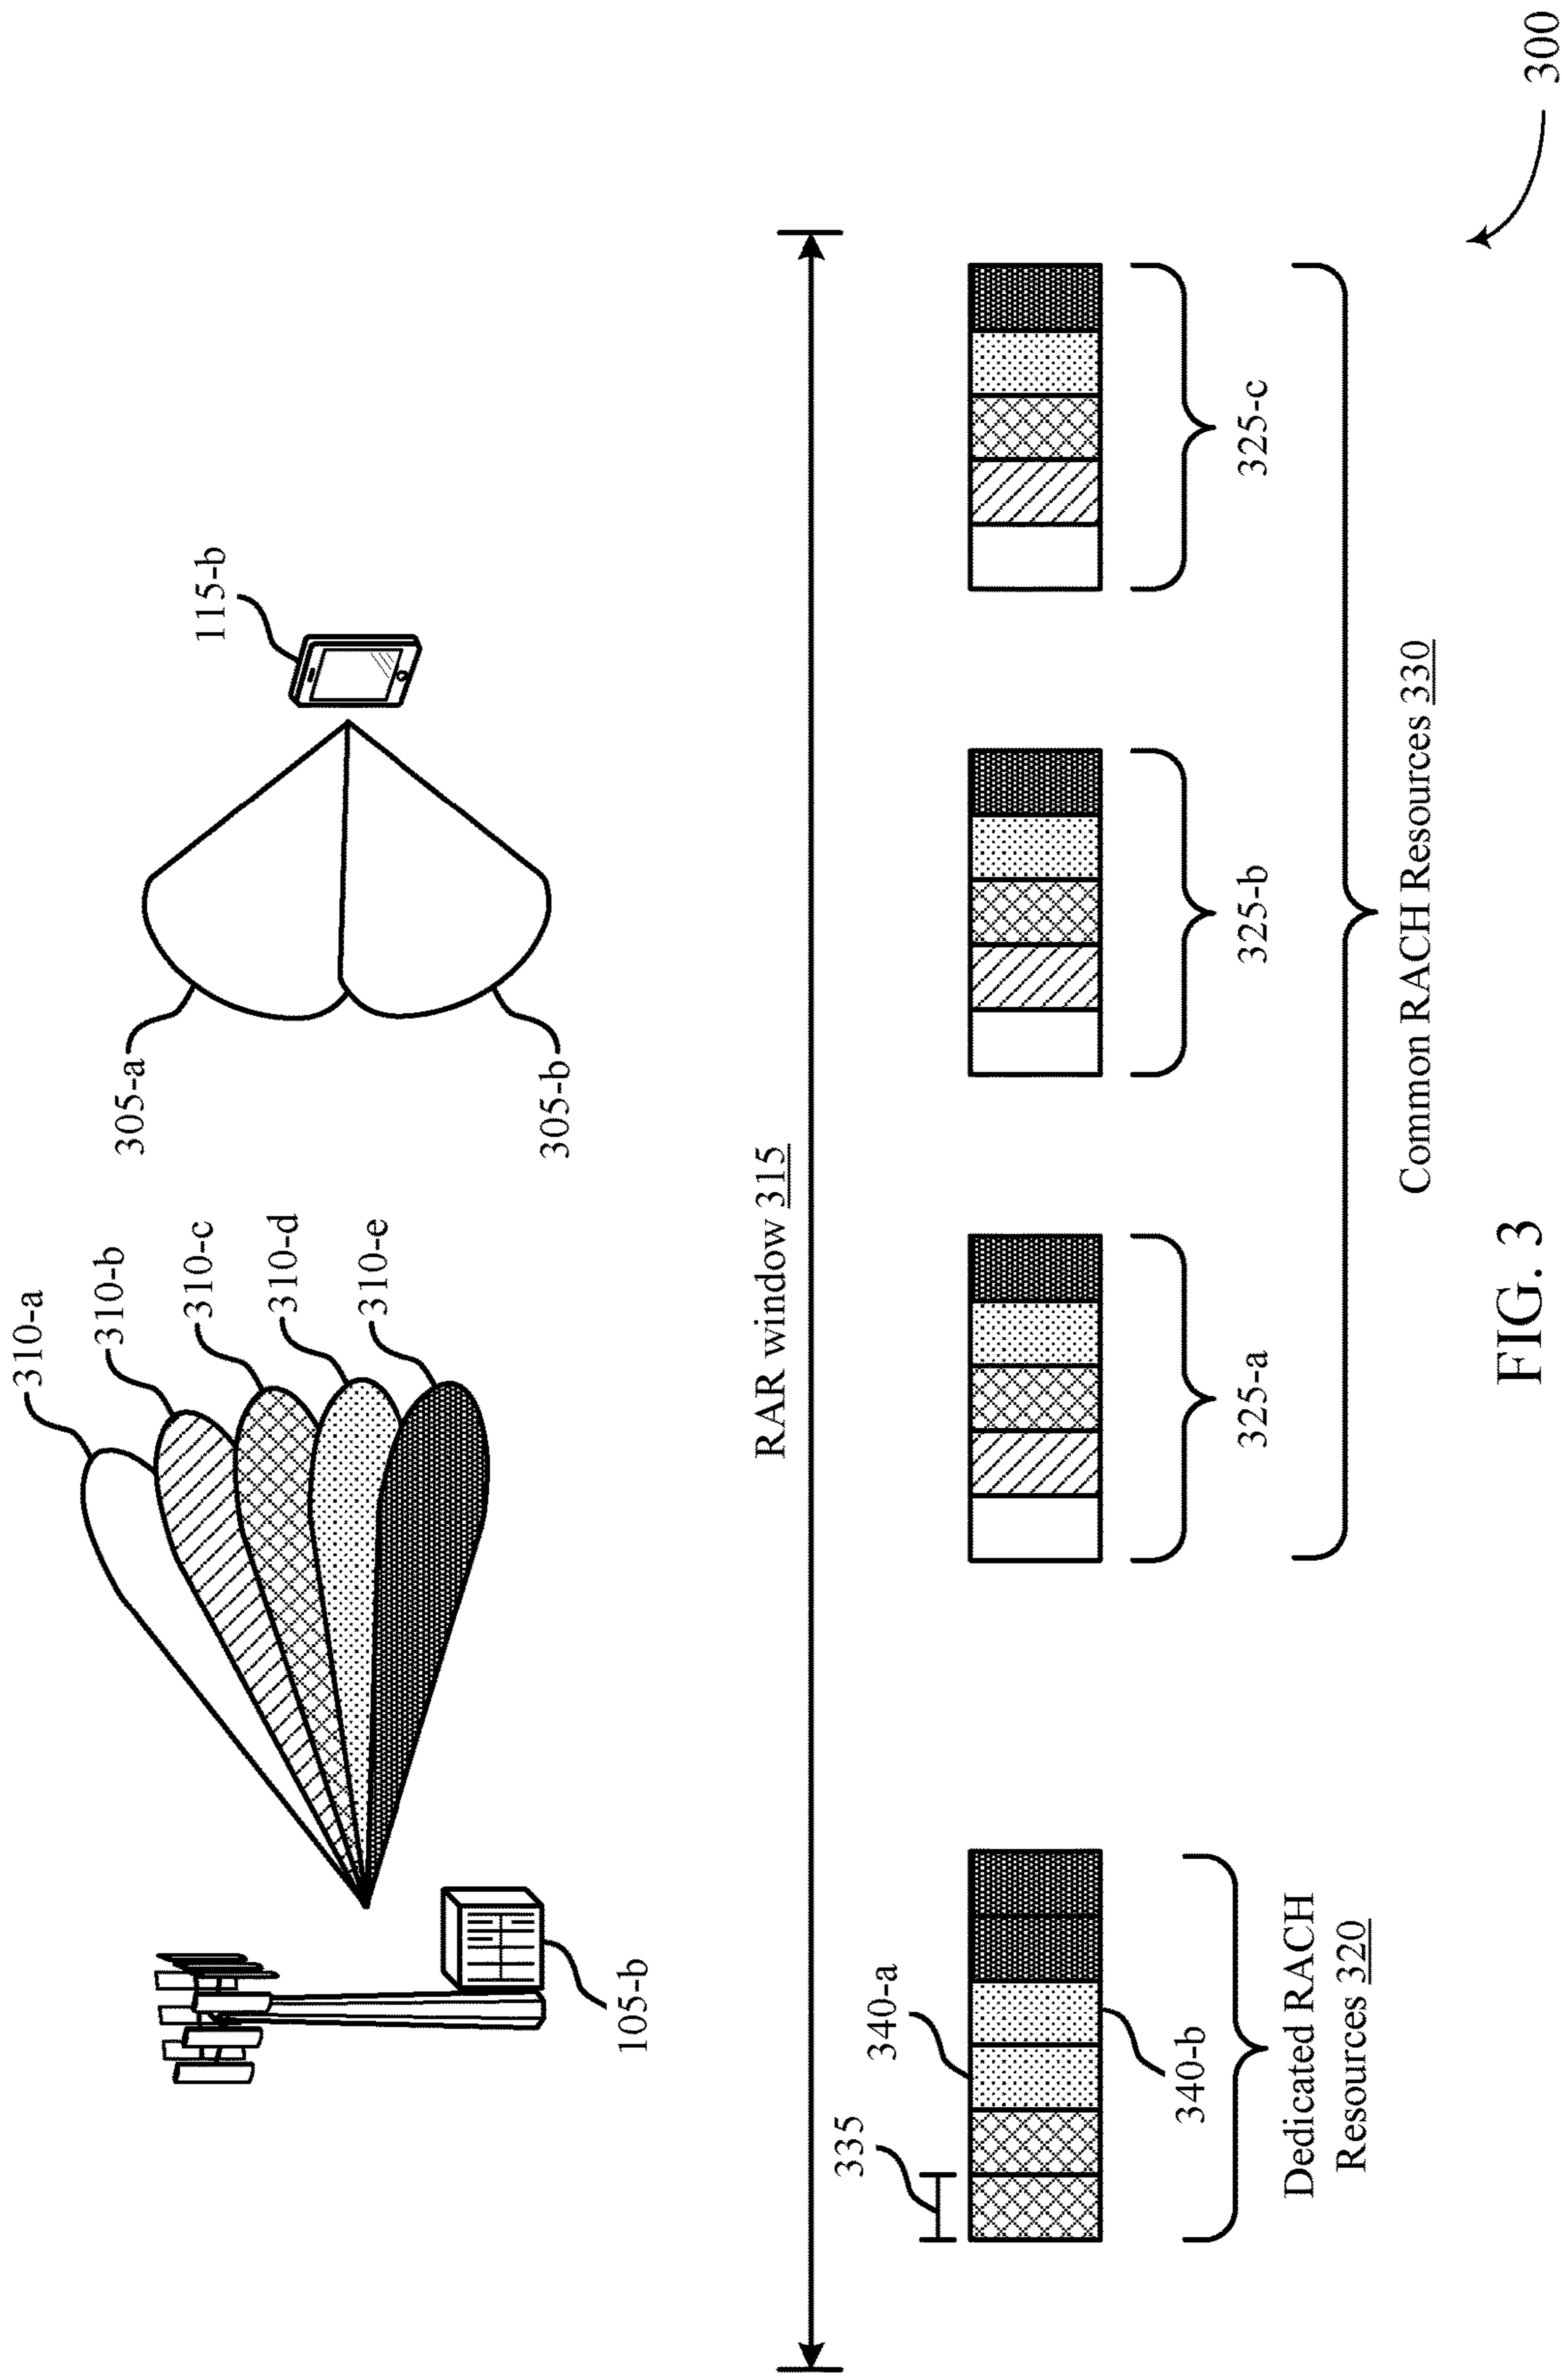 310-a
310-b
310-c
310-d
310-e
305-a
305-b
115-b
105-b
RAR window 315
335
340-a
340-b
Dedicated RACH
Resources 320
325-a
325-b
325-c
Common RACH Resources 330
300
FIG. 3